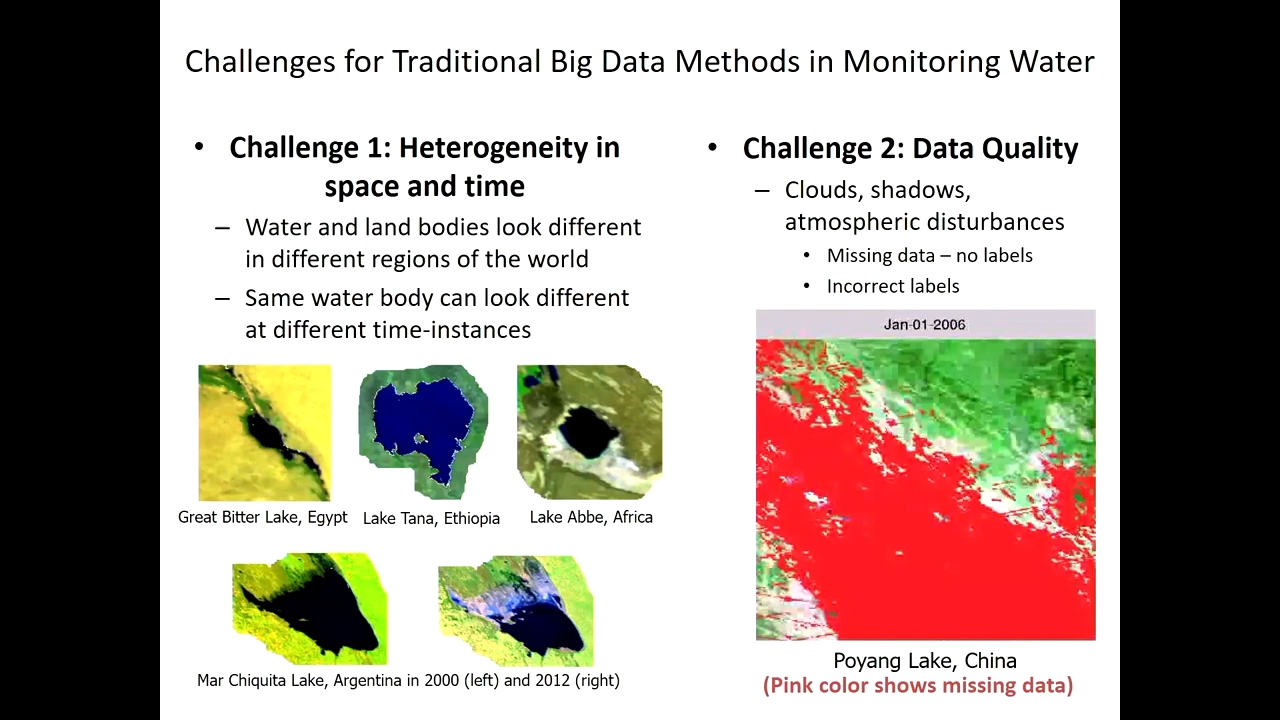 Challenges for Traditional Big Data Methods in Monitoring Water
• Challenge 1: Heterogeneity in
space and time
– Water and land bodies look different
in different regions of the world
– Same water body can look different
at different time-instances
Great Bitter Lake, Egypt
Lake Tana, Ethiopia
Lake Abbe, Africa
Mar Chiquita Lake, Argentina in 2000 (left) and 2012 (right)
• Challenge 2: Data Quality
– Clouds, shadows,
atmospheric disturbances
• Missing data – no labels
• Incorrect labels
Jan-01-2006
Poyang Lake, China
(Pink color shows missing data)